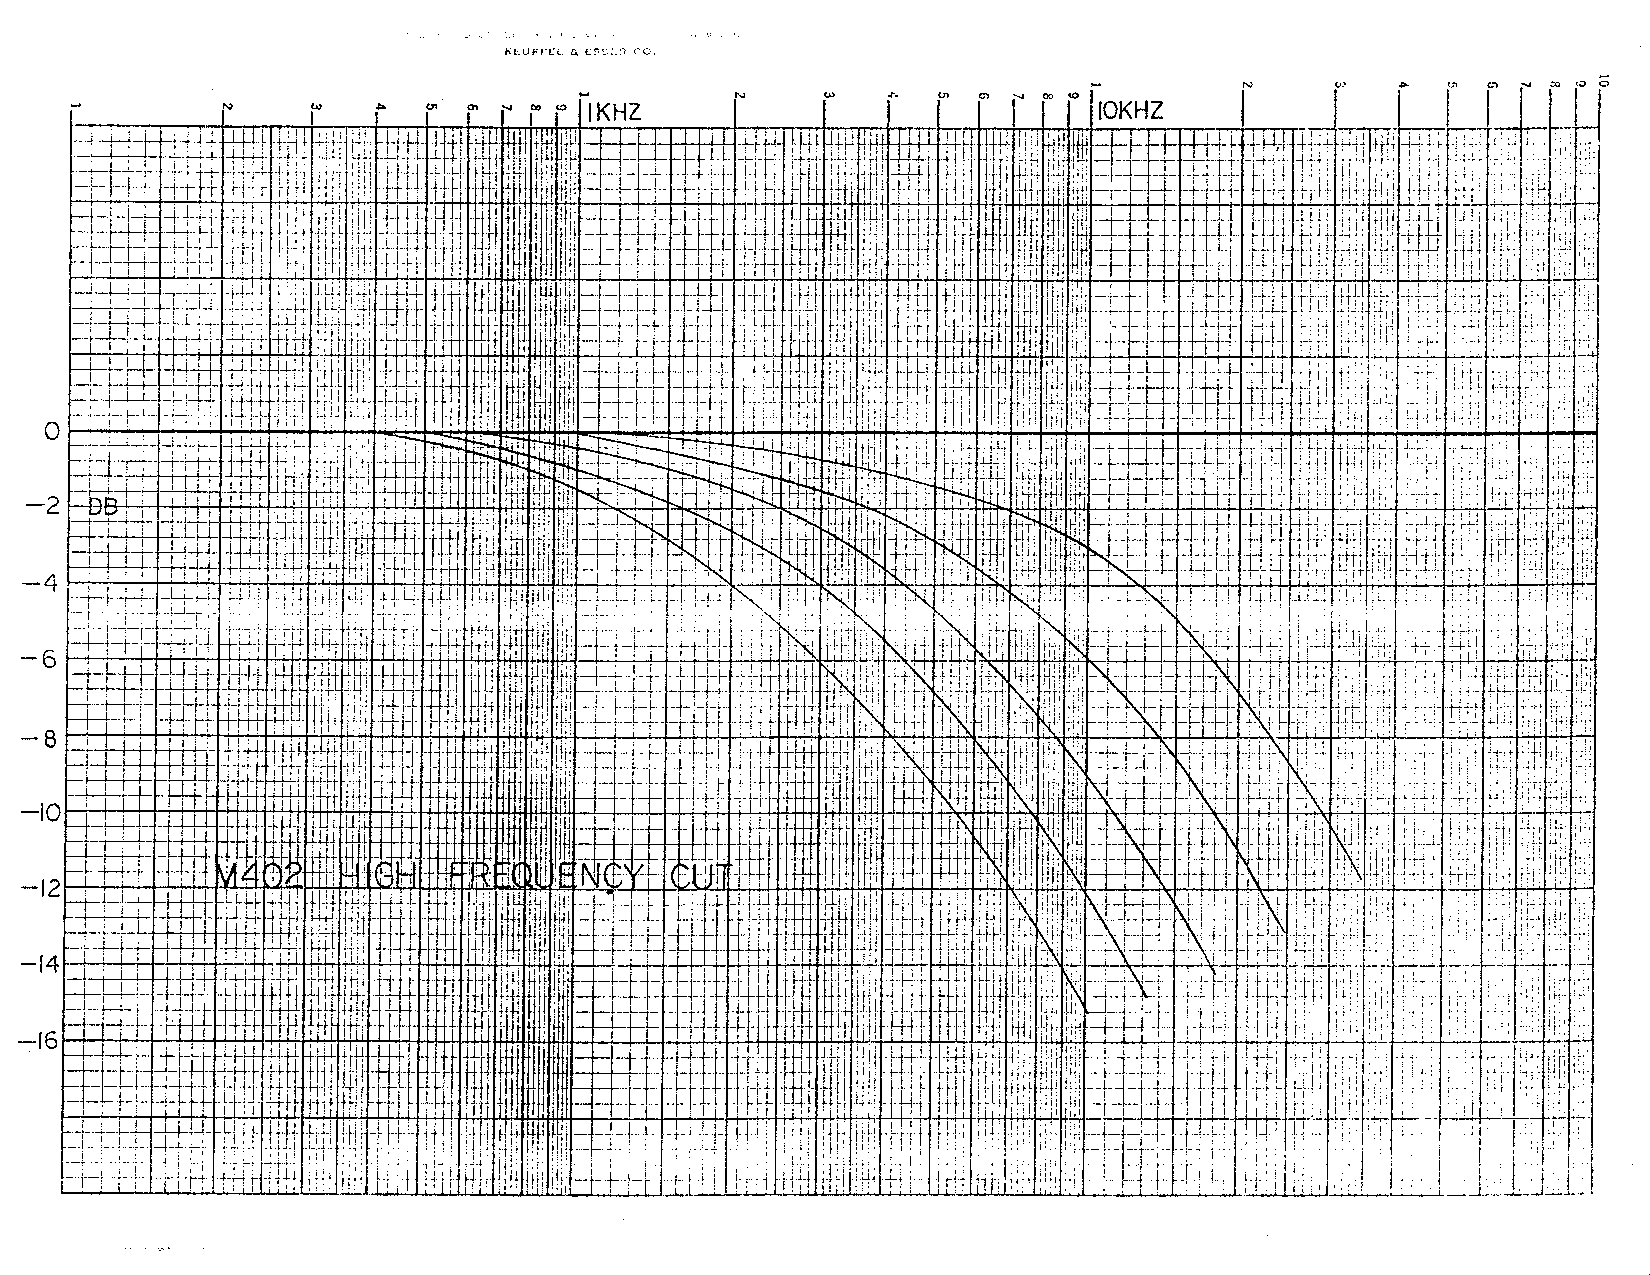 KEUFFEL & ESSER CO.
1 2 3 4 5 6 7 8 9 1 2 3 4 5 6 7 8 9 1 2 3 4 5 6 7 8 9 10
1KHZ 10KHZ
0
-2 DB
-4
-6
-8
-10
M402 HIGH FREQUENCY CUT
-12
-14
-16